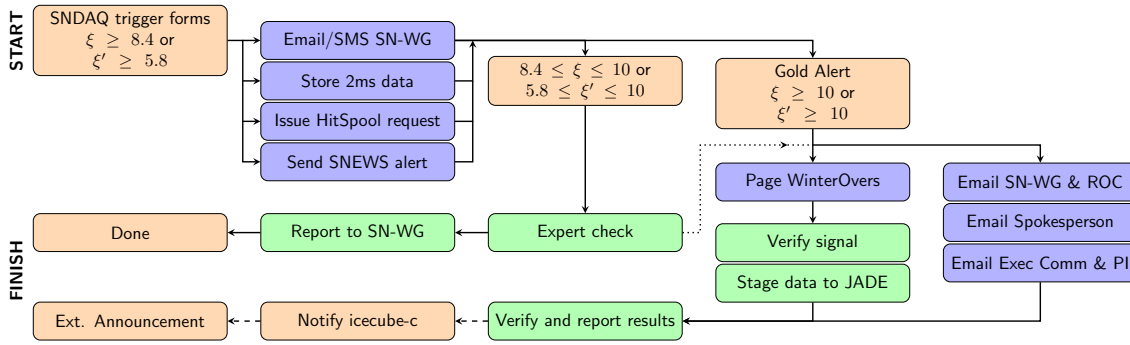 START
SNDAQ trigger forms
ξ ≥ 8.4 or
ξ′ ≥ 5.8
Email/SMS SN-WG
Store 2ms data
Issue HitSpool request
Send SNEWS alert
8.4 ≤ ξ ≤ 10 or
5.8 ≤ ξ′ ≤ 10
Gold Alert
ξ ≥ 10 or
ξ′ ≥ 10
Page WinterOvers
Email SN-WG & ROC
Email Spokesperson
Email Exec Comm & PI
FINISH
Done
Report to SN-WG
Expert check
Verify signal
Stage data to JADE
Ext. Announcement
Notify icecube-c
Verify and report results